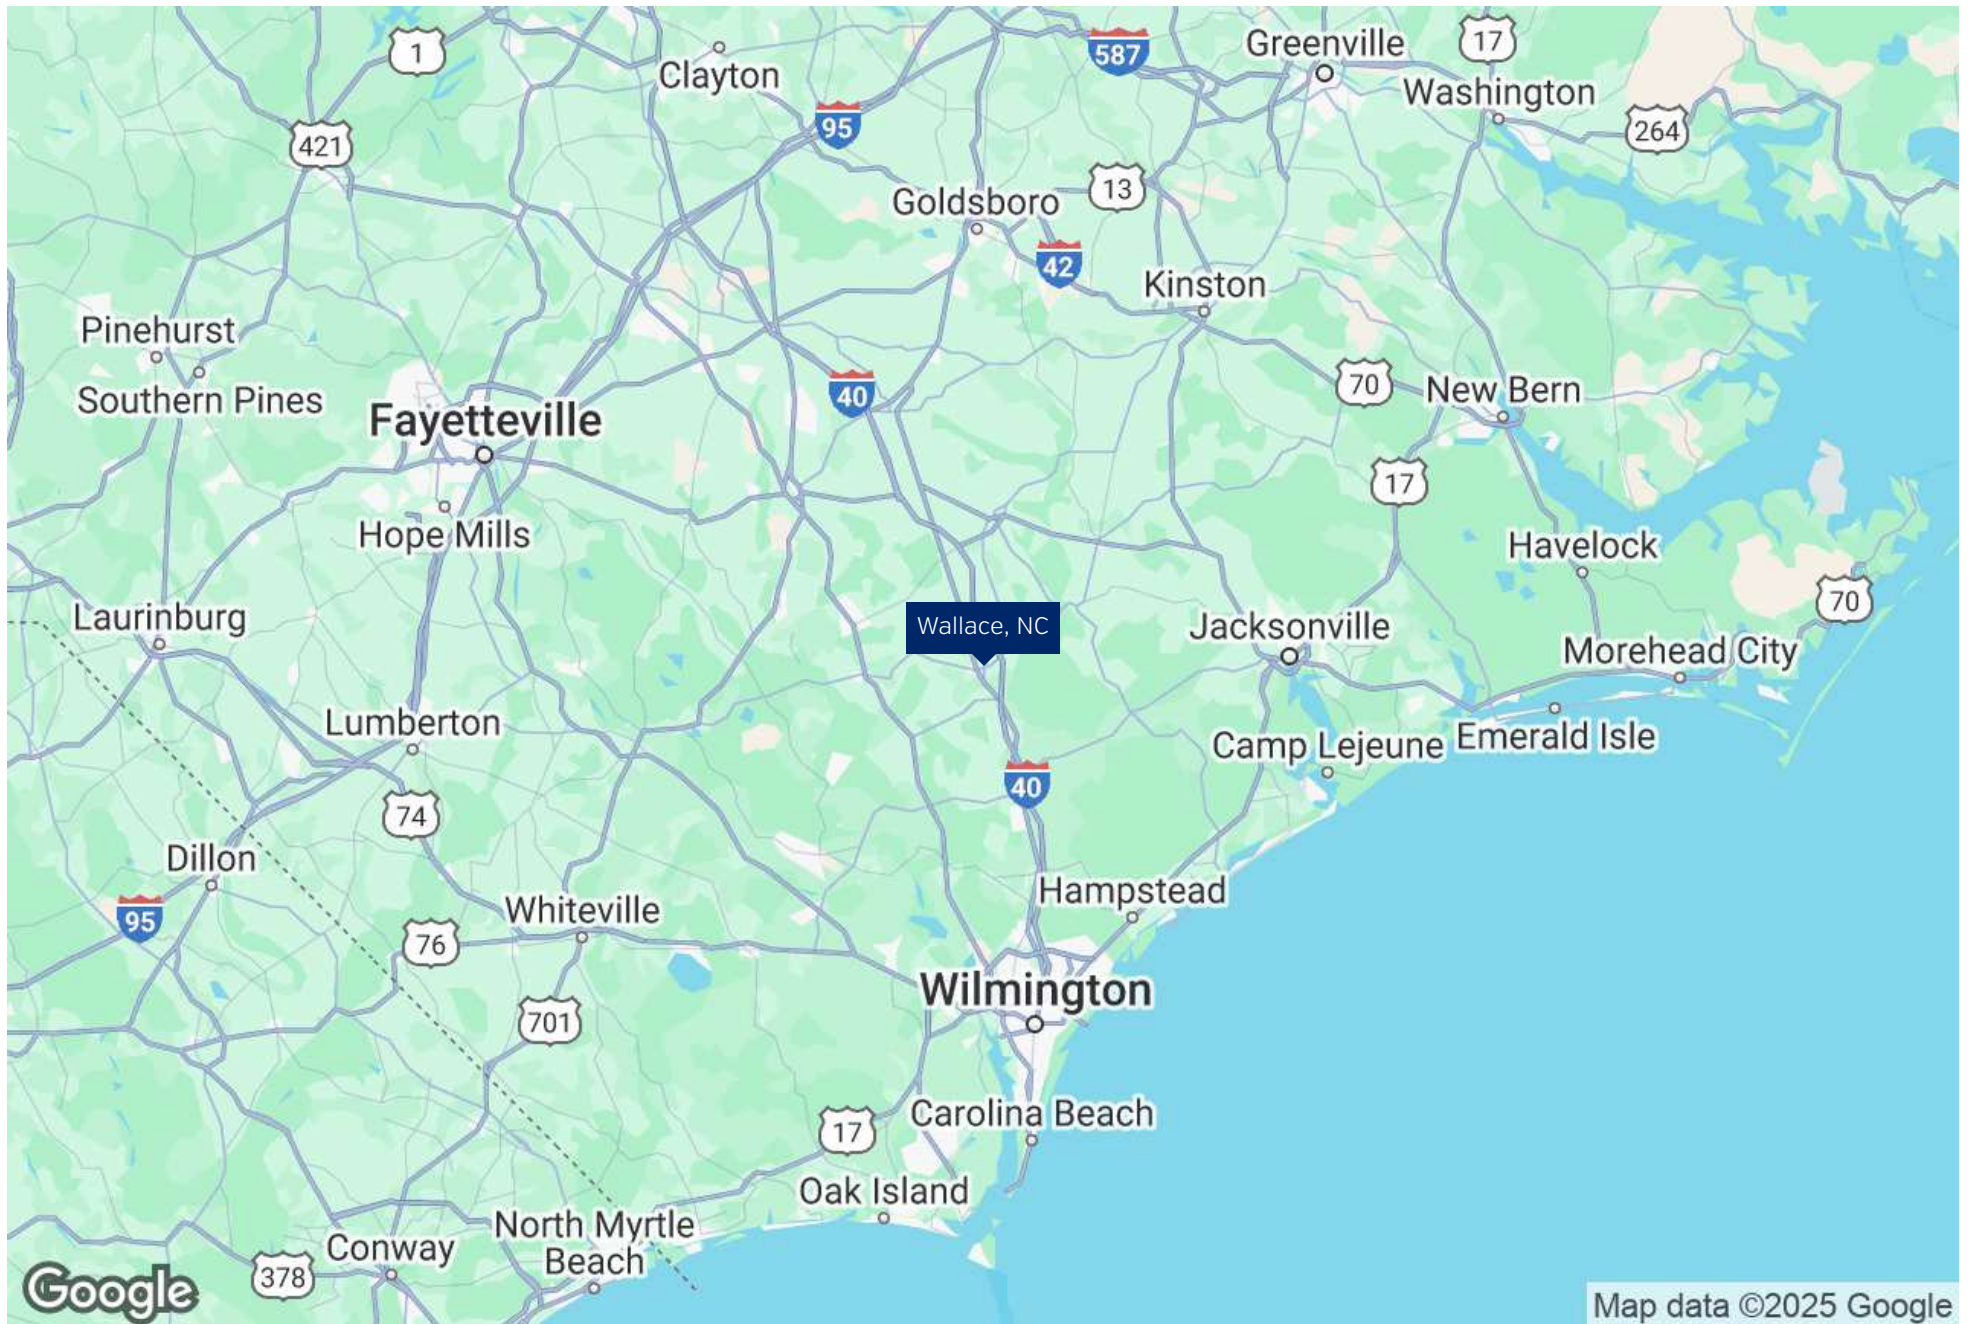 1
Clayton
587
Greenville
17
Washington
421
95
264
13
Goldsboro
42
Kinston
Pinehurst
Southern Pines
40
70
New Bern
Fayetteville
17
Hope Mills
Havelock
70
Laurinburg
Wallace, NC
Jacksonville
Morehead City
Lumberton
Camp Lejeune
Emerald Isle
40
74
Dillon
Hampstead
95
Whiteville
76
Wilmington
701
17
Carolina Beach
Oak Island
North Myrtle
Beach
Conway
378
Google
Map data ©2025 Google